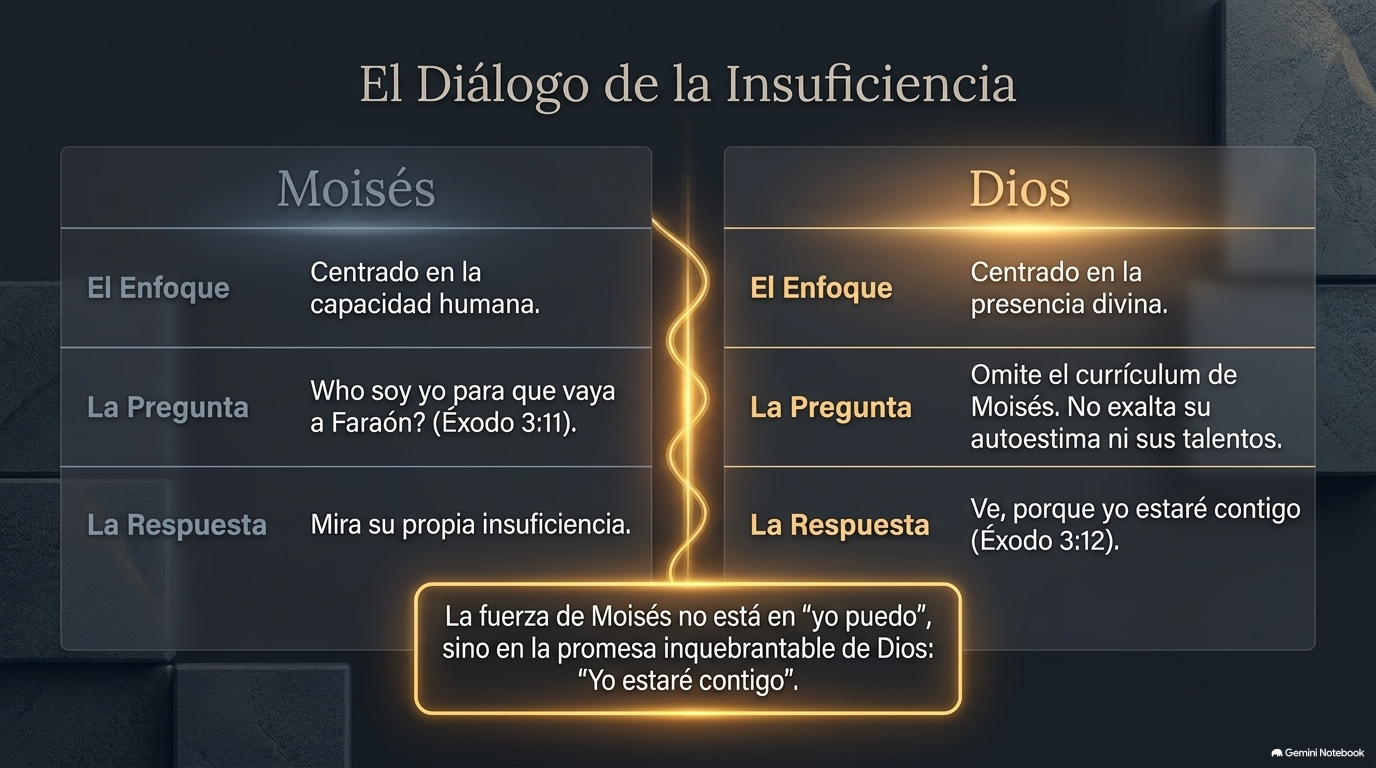 El Diálogo de la Insuficiencia
Moisés
El Enfoque
Centrado en la
capacidad humana.
La Pregunta
Who soy yo para que vaya
a Faraón? (Éxodo 3:11).
La Respuesta
Mira su propia insuficiencia.
Dios
El Enfoque
Centrado en la
presencia divina.
La Pregunta
Omite el currículum de
Moisés. No exalta su
autoestima ni sus talentos.
La Respuesta
Ve, porque yo estaré contigo
(Éxodo 3:12).
La fuerza de Moisés no está en “yo puedo”,
sino en la promesa inquebrantable de Dios:
“Yo estaré contigo”.
Gemini Notebook